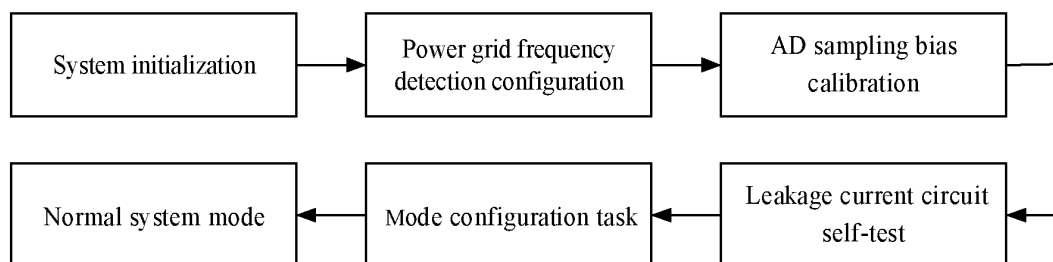 System initialization
Power grid frequency
detection configuration
AD sampling bias
calibration
Leakage current circuit
self-test
Mode configuration task
Normal system mode